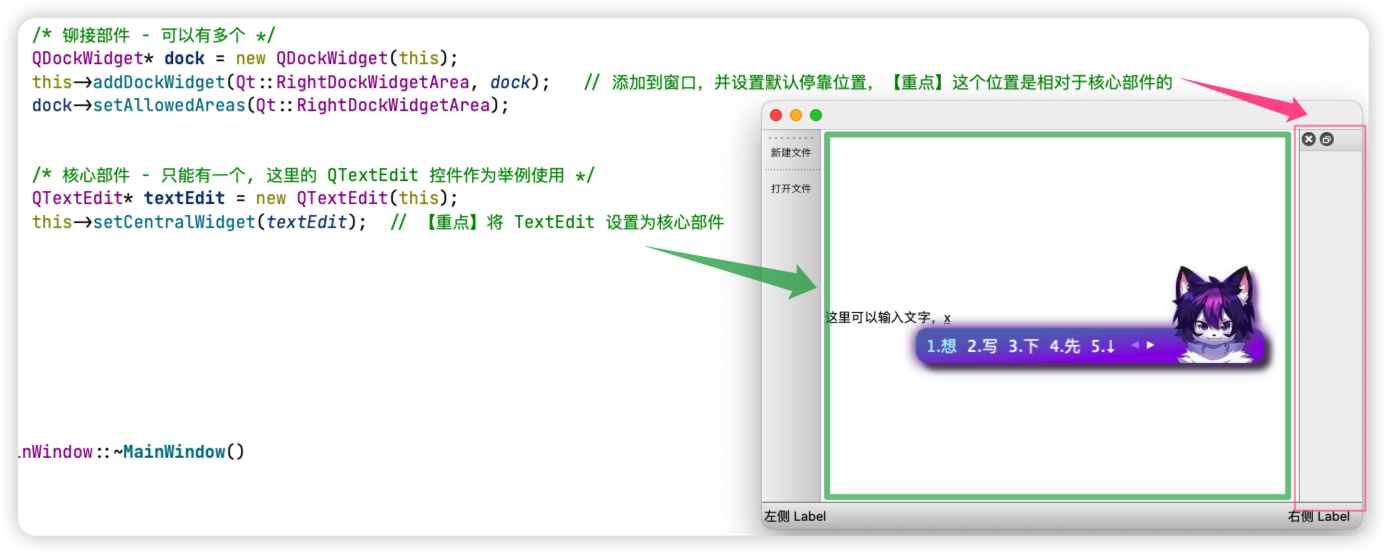 /* 铆接部件 - 可以有多个 */
QDockWidget* dock = new QDockWidget(this);
this->addDockWidget(Qt::RightDockWidgetArea, dock);   // 添加到窗口，并设置默认停靠位置，【重点】这个位置是相对于核心部件的
dock->setAllowedAreas(Qt::RightDockWidgetArea);
/* 核心部件 - 只能有一个, 这里的 QTextEdit 控件作为举例使用 */
QTextEdit* textEdit = new QTextEdit(this);
this->setCentralWidget(textEdit);  // 【重点】将 TextEdit 设置为核心部件
inWindow::~MainWindow()
新建文件
打开文件
这里可以输入文字，x
1.想 2.写 3.下 4.先 5.↓
左侧 Label
右侧 Label